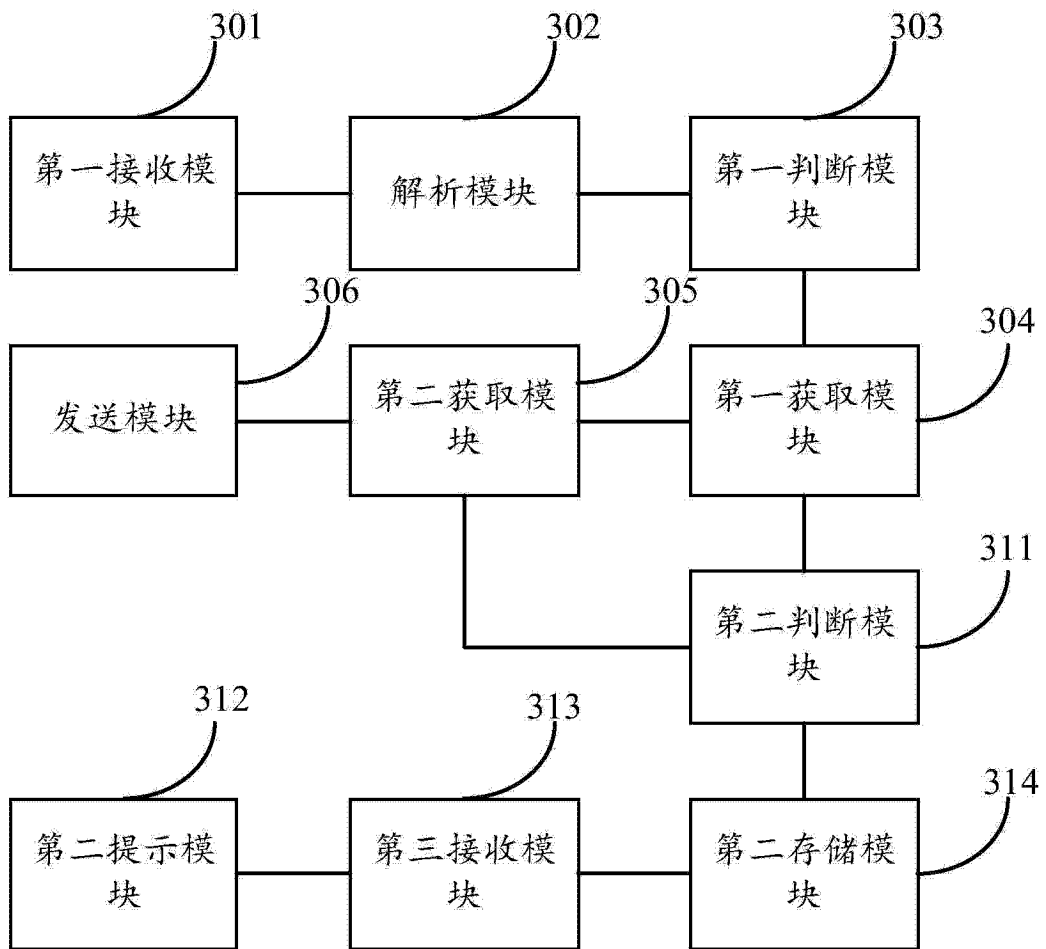 301
302
303
第一接收模
块
解析模块
第一判断模
块
306
305
304
发送模块
第二获取模
块
第一获取模
块
311
第二判断模
块
312
313
314
第二提示模
块
第三接收模
块
第二存储模
块